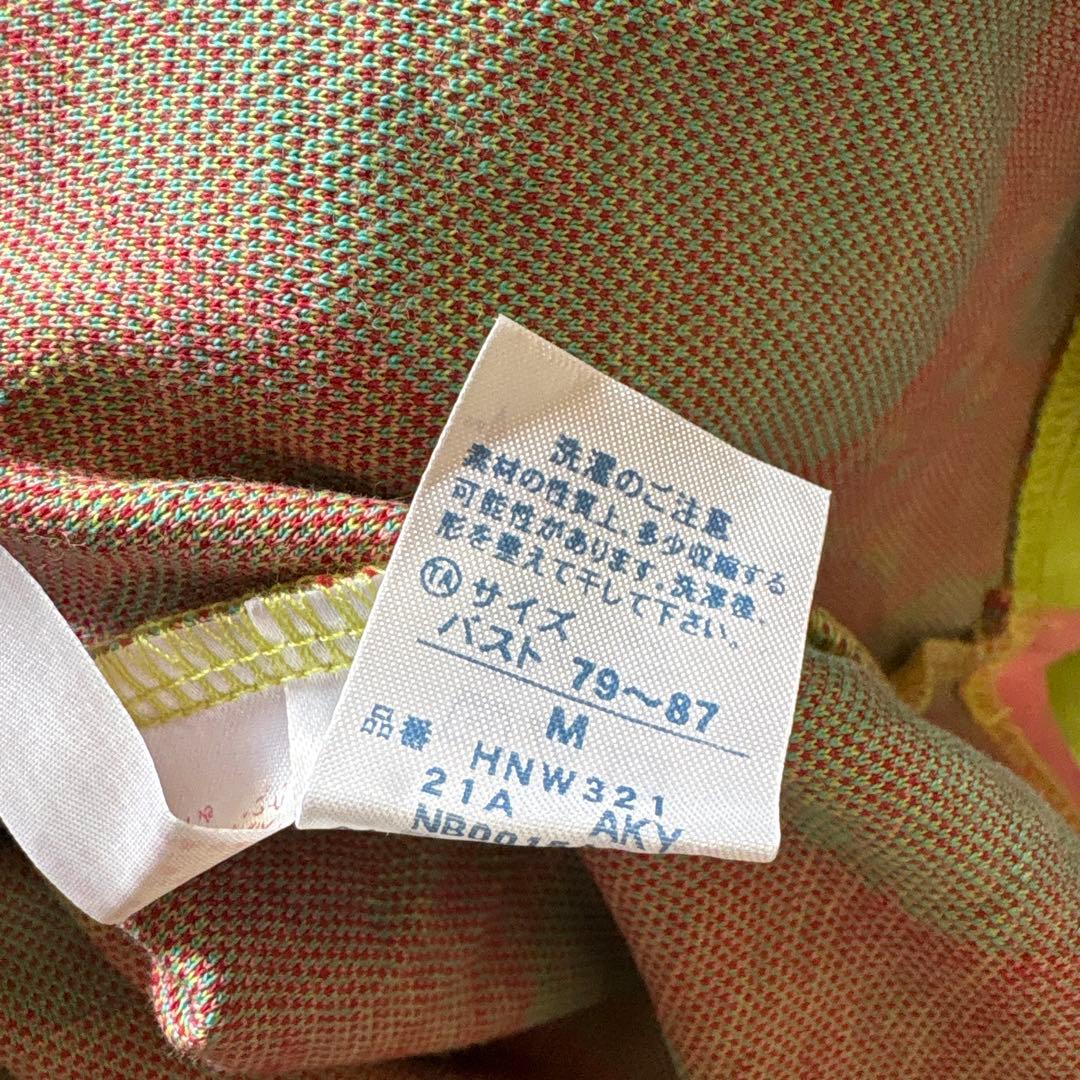 洗濯のご注意
素材の性質上、多少収縮する
可能性があります。洗濯後、
形を整えて干して下さい。
TA サイズ
バスト 79〜87
M
品番 HNW321
21A AKY